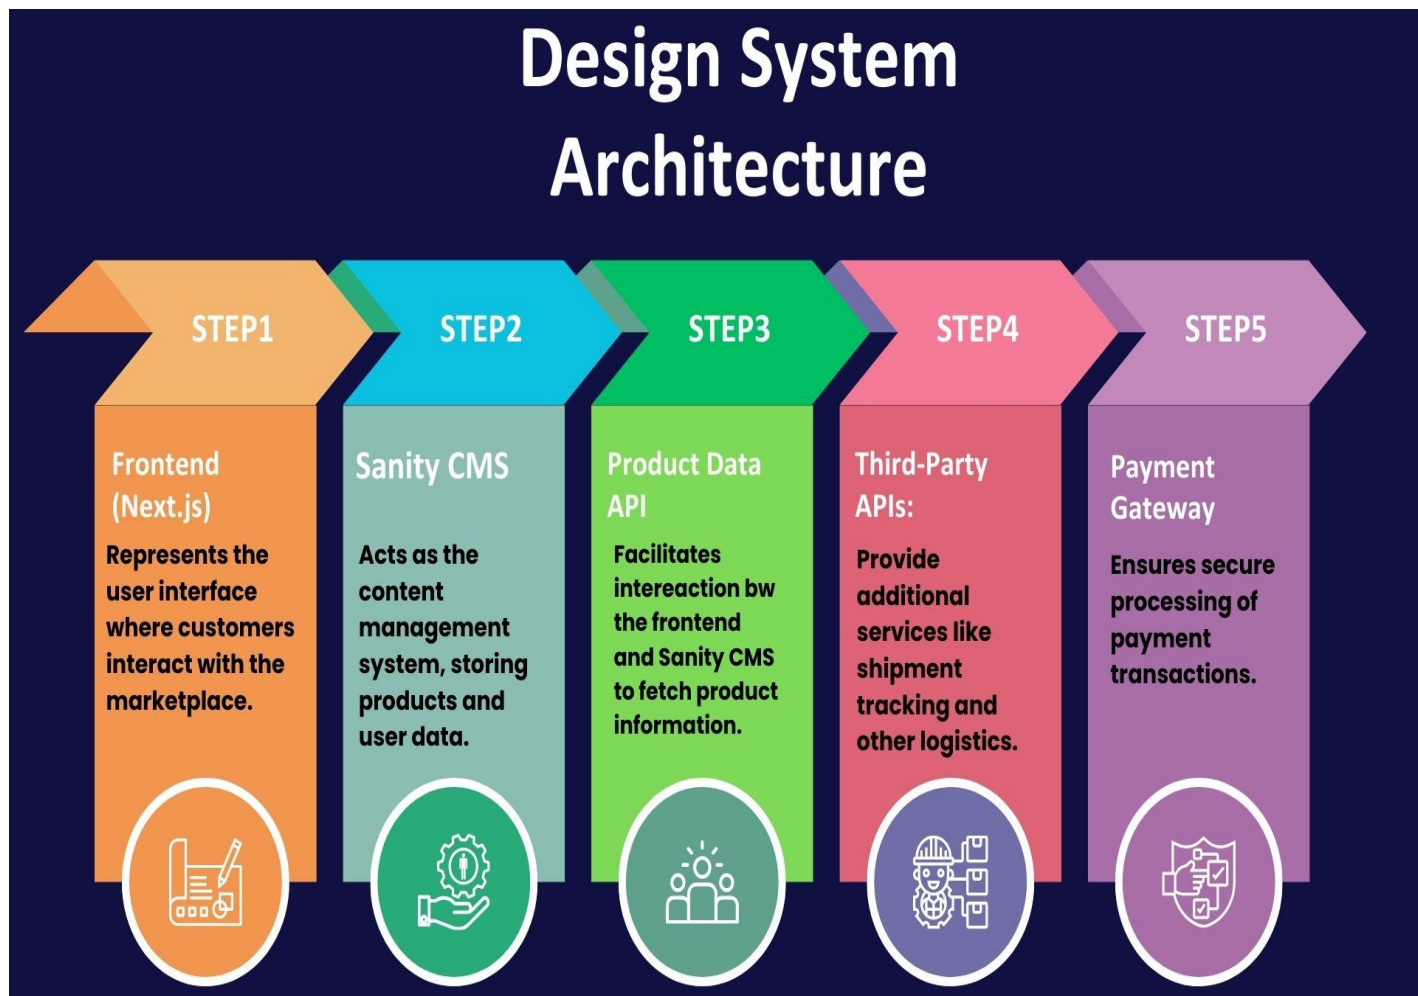 Design System
Architecture
STEP1
Frontend
(Next.js)
Represents the
user interface
where customers
interact with the
marketplace.
STEP2
Sanity CMS
Acts as the
content
management
system, storing
products and
user data.
STEP3
Product Data
API
Facilitates
intereaction bw
the frontend
and Sanity CMS
to fetch product
information.
STEP4
Third-Party
APIs:
Provide
additional
services like
shipment
tracking and
other logistics.
STEP5
Payment
Gateway
Ensures secure
processing of
payment
transactions.